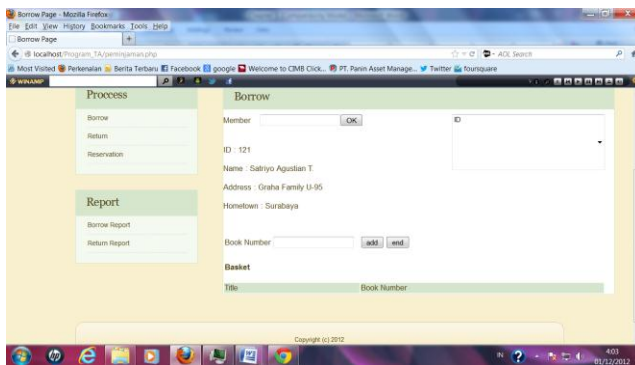 Borrow Page - Mozilla Firefox
File Edit View History Bookmarks Tools Help
Borrow Page
localhost/Program_TA/peminjaman.php
AOL Search
Most Visited Perkenalan Berita Terbaru Facebook google Welcome to CIMB Click... PT. Panin Asset Manage... Twitter foursquare
WINAMP
Proccess
Borrow
Return
Reservation
Report
Borrow Report
Return Report
Borrow
Member OK
ID
ID : 121
Name : Satriyo Agustian T.
Address : Graha Family U-95
Hometown : Surabaya
Book Number add end
Basket
Title Book Number
Copyright (c) 2012
IN
4:03
01/12/2012